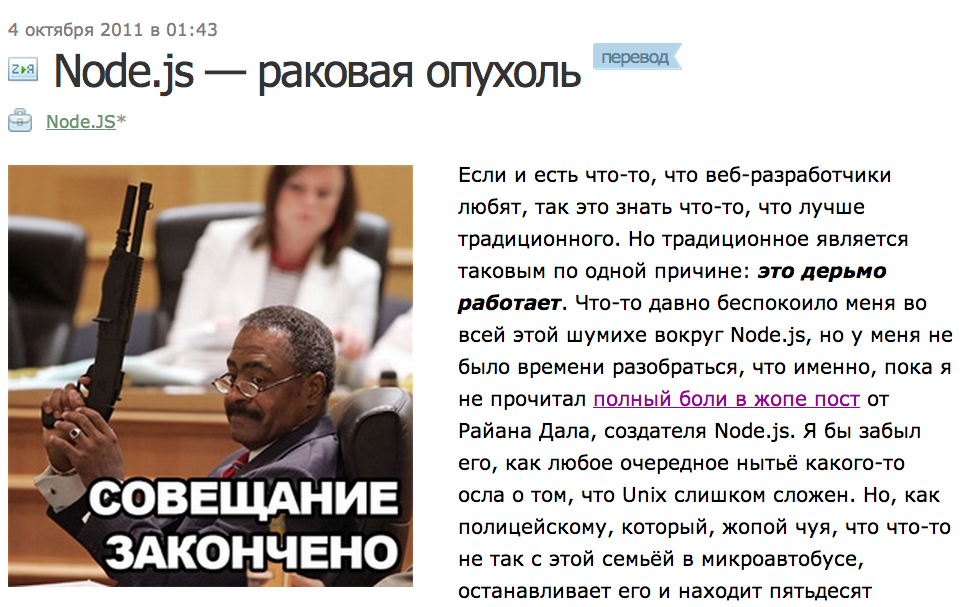 4 октября 2011 в 01:43
Node.js — раковая опухоль перевод
Node.JS*
Если и есть что-то, что веб-разработчики
любят, так это знать что-то, что лучше
традиционного. Но традиционное является
таковым по одной причине: это дерьмо
работает. Что-то давно беспокоило меня во
всей этой шумихе вокруг Node.js, но у меня не
было времени разобраться, что именно, пока я
не прочитал полный боли в жопе пост от
Райана Дала, создателя Node.js. Я бы забыл
его, как любое очередное нытьё какого-то
осла о том, что Unix слишком сложен. Но, как
полицейскому, который, жопой чуя, что что-то
не так с этой семьёй в микроавтобусе,
останавливает его и находит пятьдесят
СОВЕЩАНИЕ
ЗАКОНЧЕНО